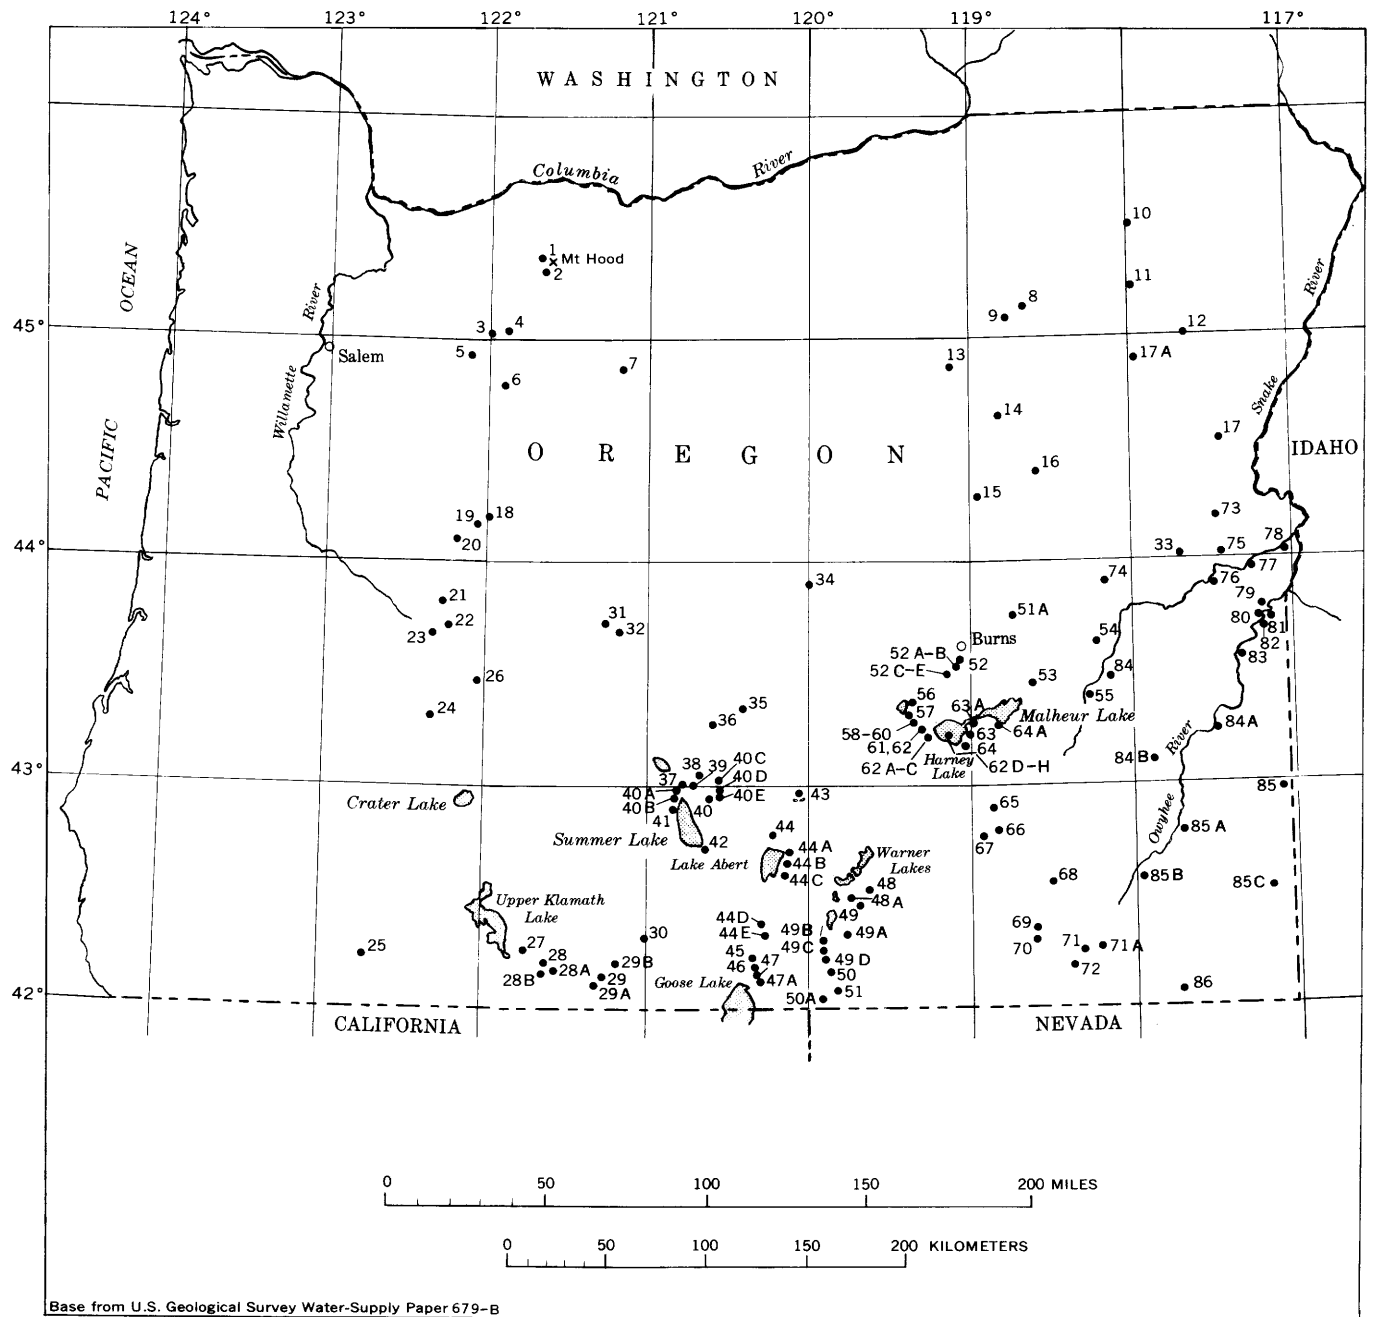 124° 123° 122° 121° 120° 119° 117°
WASHINGTON
Columbia River
10
1
Mt Hood
2
OCEAN
River
11
River
8
9
45°
3 4
12
5
Salem
17 A
7
13
6
Willamette
14
Snake
17
PACIFIC
OREGON
IDAHO
16
15
73
19 18
20
44°
33 75 78
77
34
74 76
21
79
31
51 A
22
32
80 81
23
54
82
Burns
52 A-B
52
83
52 C-E
84
26
53
55
56
63 A
35
57
Malheur Lake
24
36
84 A
58-60
63
64 A
61,62
64
River
84 B
43°
40 C
Harney
Lake
62 A-C
62 D-H
38 39
37
40 D
85
40 A
40 E
43
Crater Lake
40 B
40
65
41
44
66
85 A
Owyhee
Summer Lake
42
67
44 A
Warner
Lakes
Lake Abert
44 B
44 C
48
68
85 B
85 C
48 A
Upper Klamath
Lake
44 D
49
69
44 E
49 B
49 A
25
27
30
49 C
70
71
71 A
28
29 B
45
47
49 D
72
28 B
28 A
29
46
50
29 A
Goose Lake
47 A
51
86
42°
50 A
CALIFORNIA
NEVADA
0 50 100 150 200 MILES
0 50 100 150 200 KILOMETERS
Base from U.S. Geological Survey Water-Supply Paper 679-B